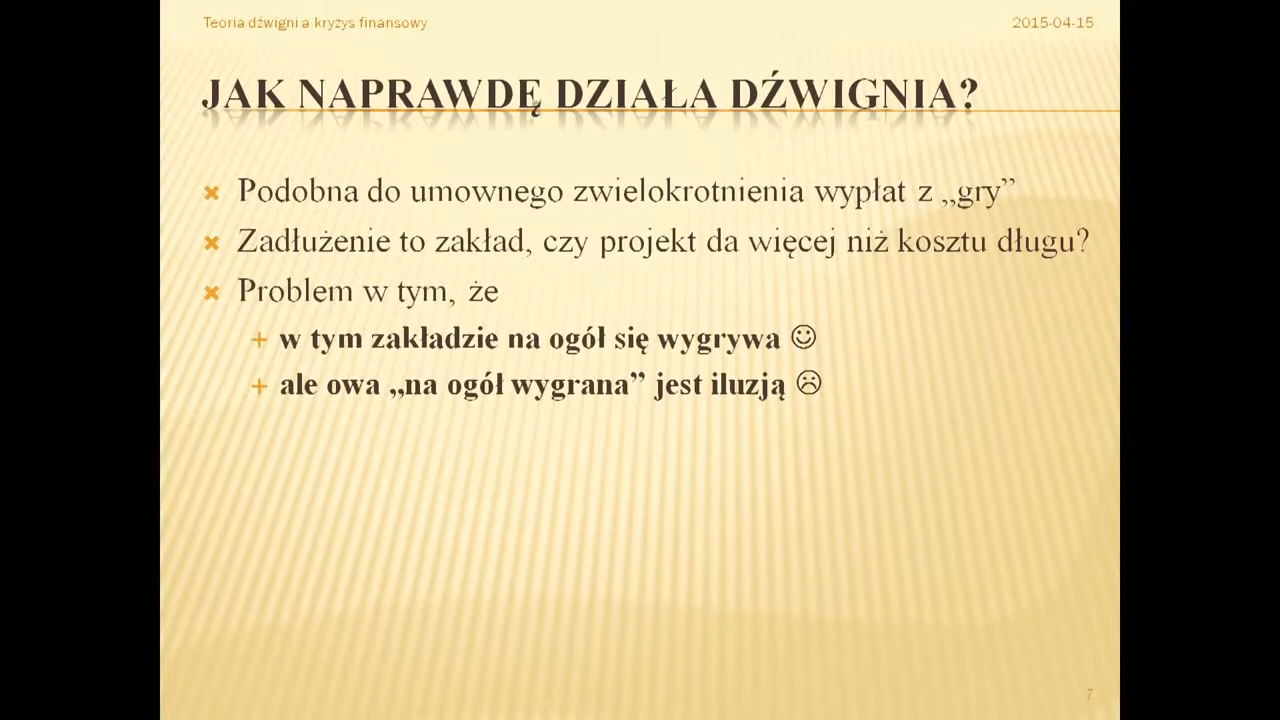 Teoria dźwigni a kryzys finansowy
2015-04-15
JAK NAPRAWDĘ DZIAŁA DŹWIGNIA?
Podobna do umownego zwielokrotnienia wypłat z „gry”
Zadłużenie to zakład, czy projekt da więcej niż kosztu długu?
Problem w tym, że
w tym zakładzie na ogół się wygrywa ☺
ale owa „na ogół wygrana” jest iluzją ☹
7